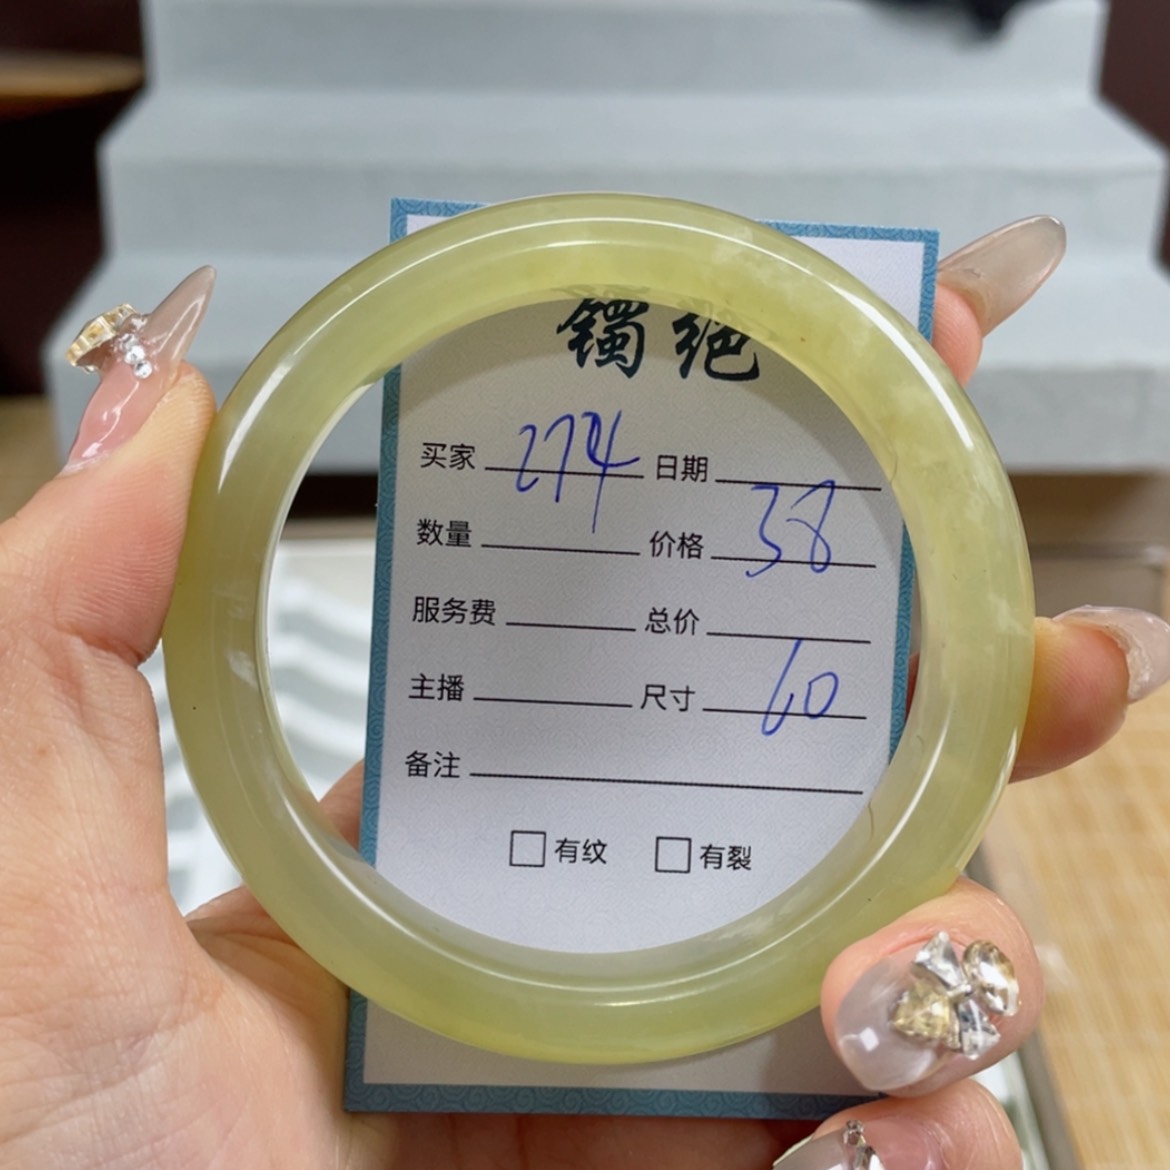 镯绝
买家 274 日期
数量 价格 38
服务费 总价
主播 尺寸 60
备注
有纹 有裂